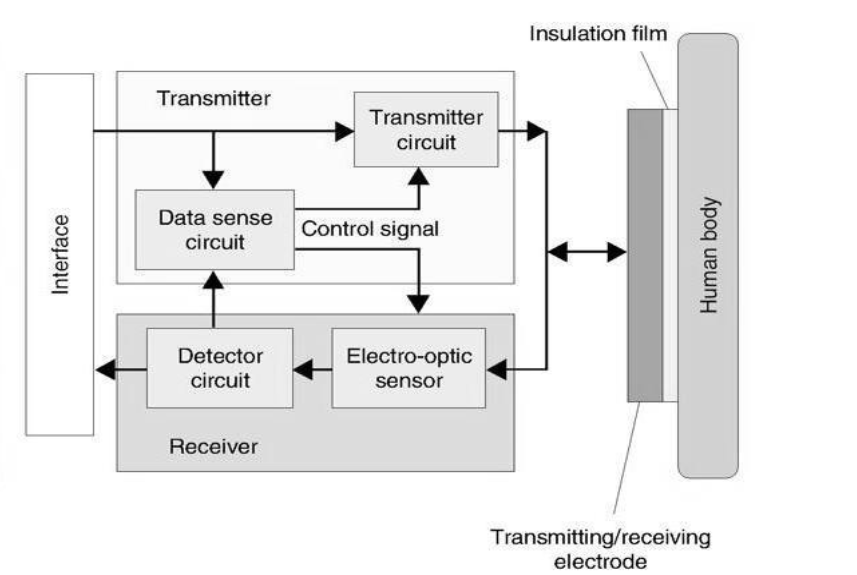 Insulation film
Transmitter
Transmitter
circuit
Data sense
circuit
Control signal
Interface
Human body
Detector
circuit
Electro-optic
sensor
Receiver
Transmitting/receiving
electrode